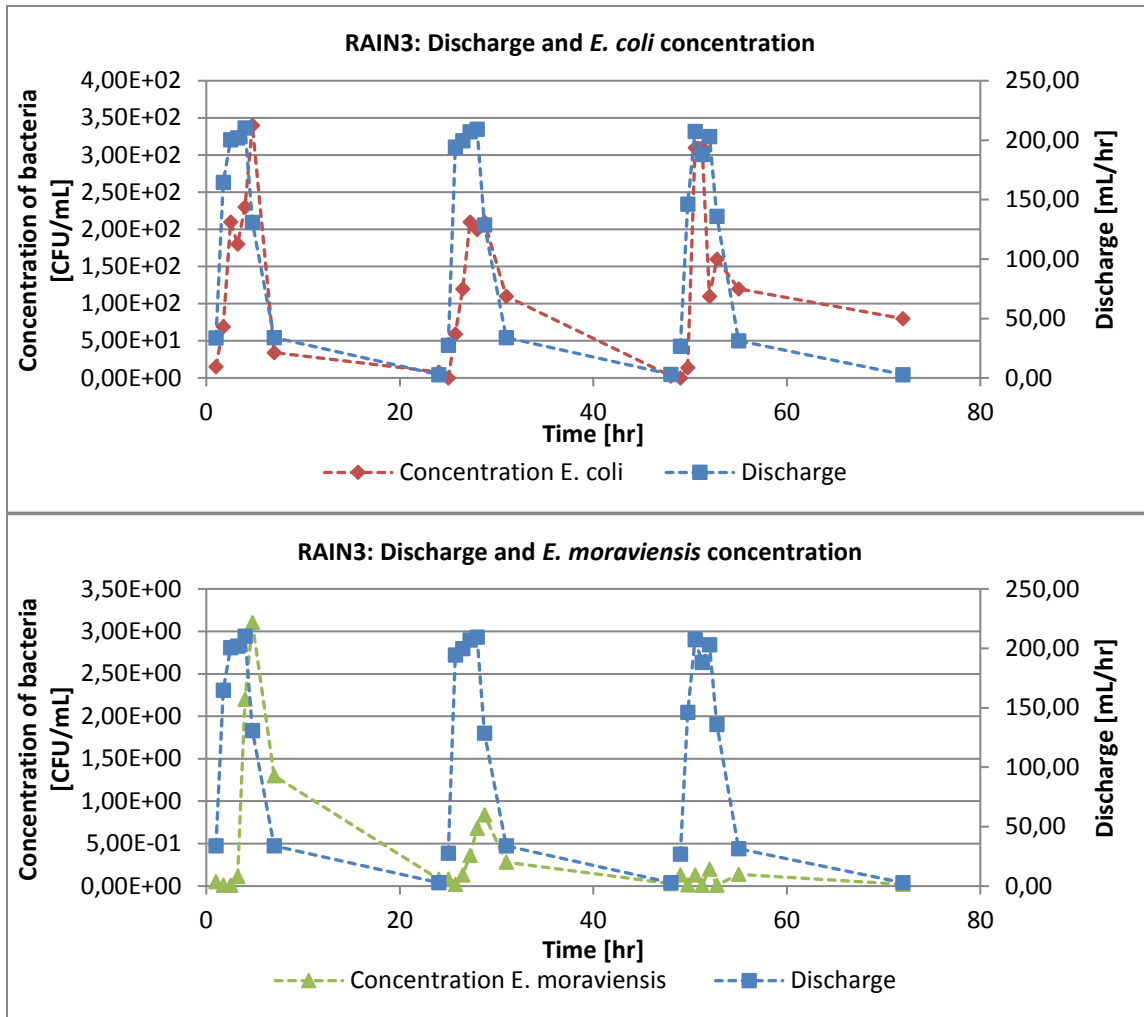 RAIN3: Discharge and E. coli concentration
Concentration of bacteria
[CFU/mL]
4,00E+02
3,50E+02
3,00E+02
2,50E+02
2,00E+02
1,50E+02
1,00E+02
5,00E+01
0,00E+00
250,00
200,00
150,00
100,00
50,00
0,00
Discharge [mL/hr]
0
20
40
60
80
Time [hr]
Concentration E. coli
Discharge
RAIN3: Discharge and E. moraviensis concentration
Concentration of bacteria
[CFU/mL]
3,50E+00
3,00E+00
2,50E+00
2,00E+00
1,50E+00
1,00E+00
5,00E-01
0,00E+00
250,00
200,00
150,00
100,00
50,00
0,00
Discharge [mL/hr]
0
20
40
60
80
Time [hr]
Concentration E. moraviensis
Discharge